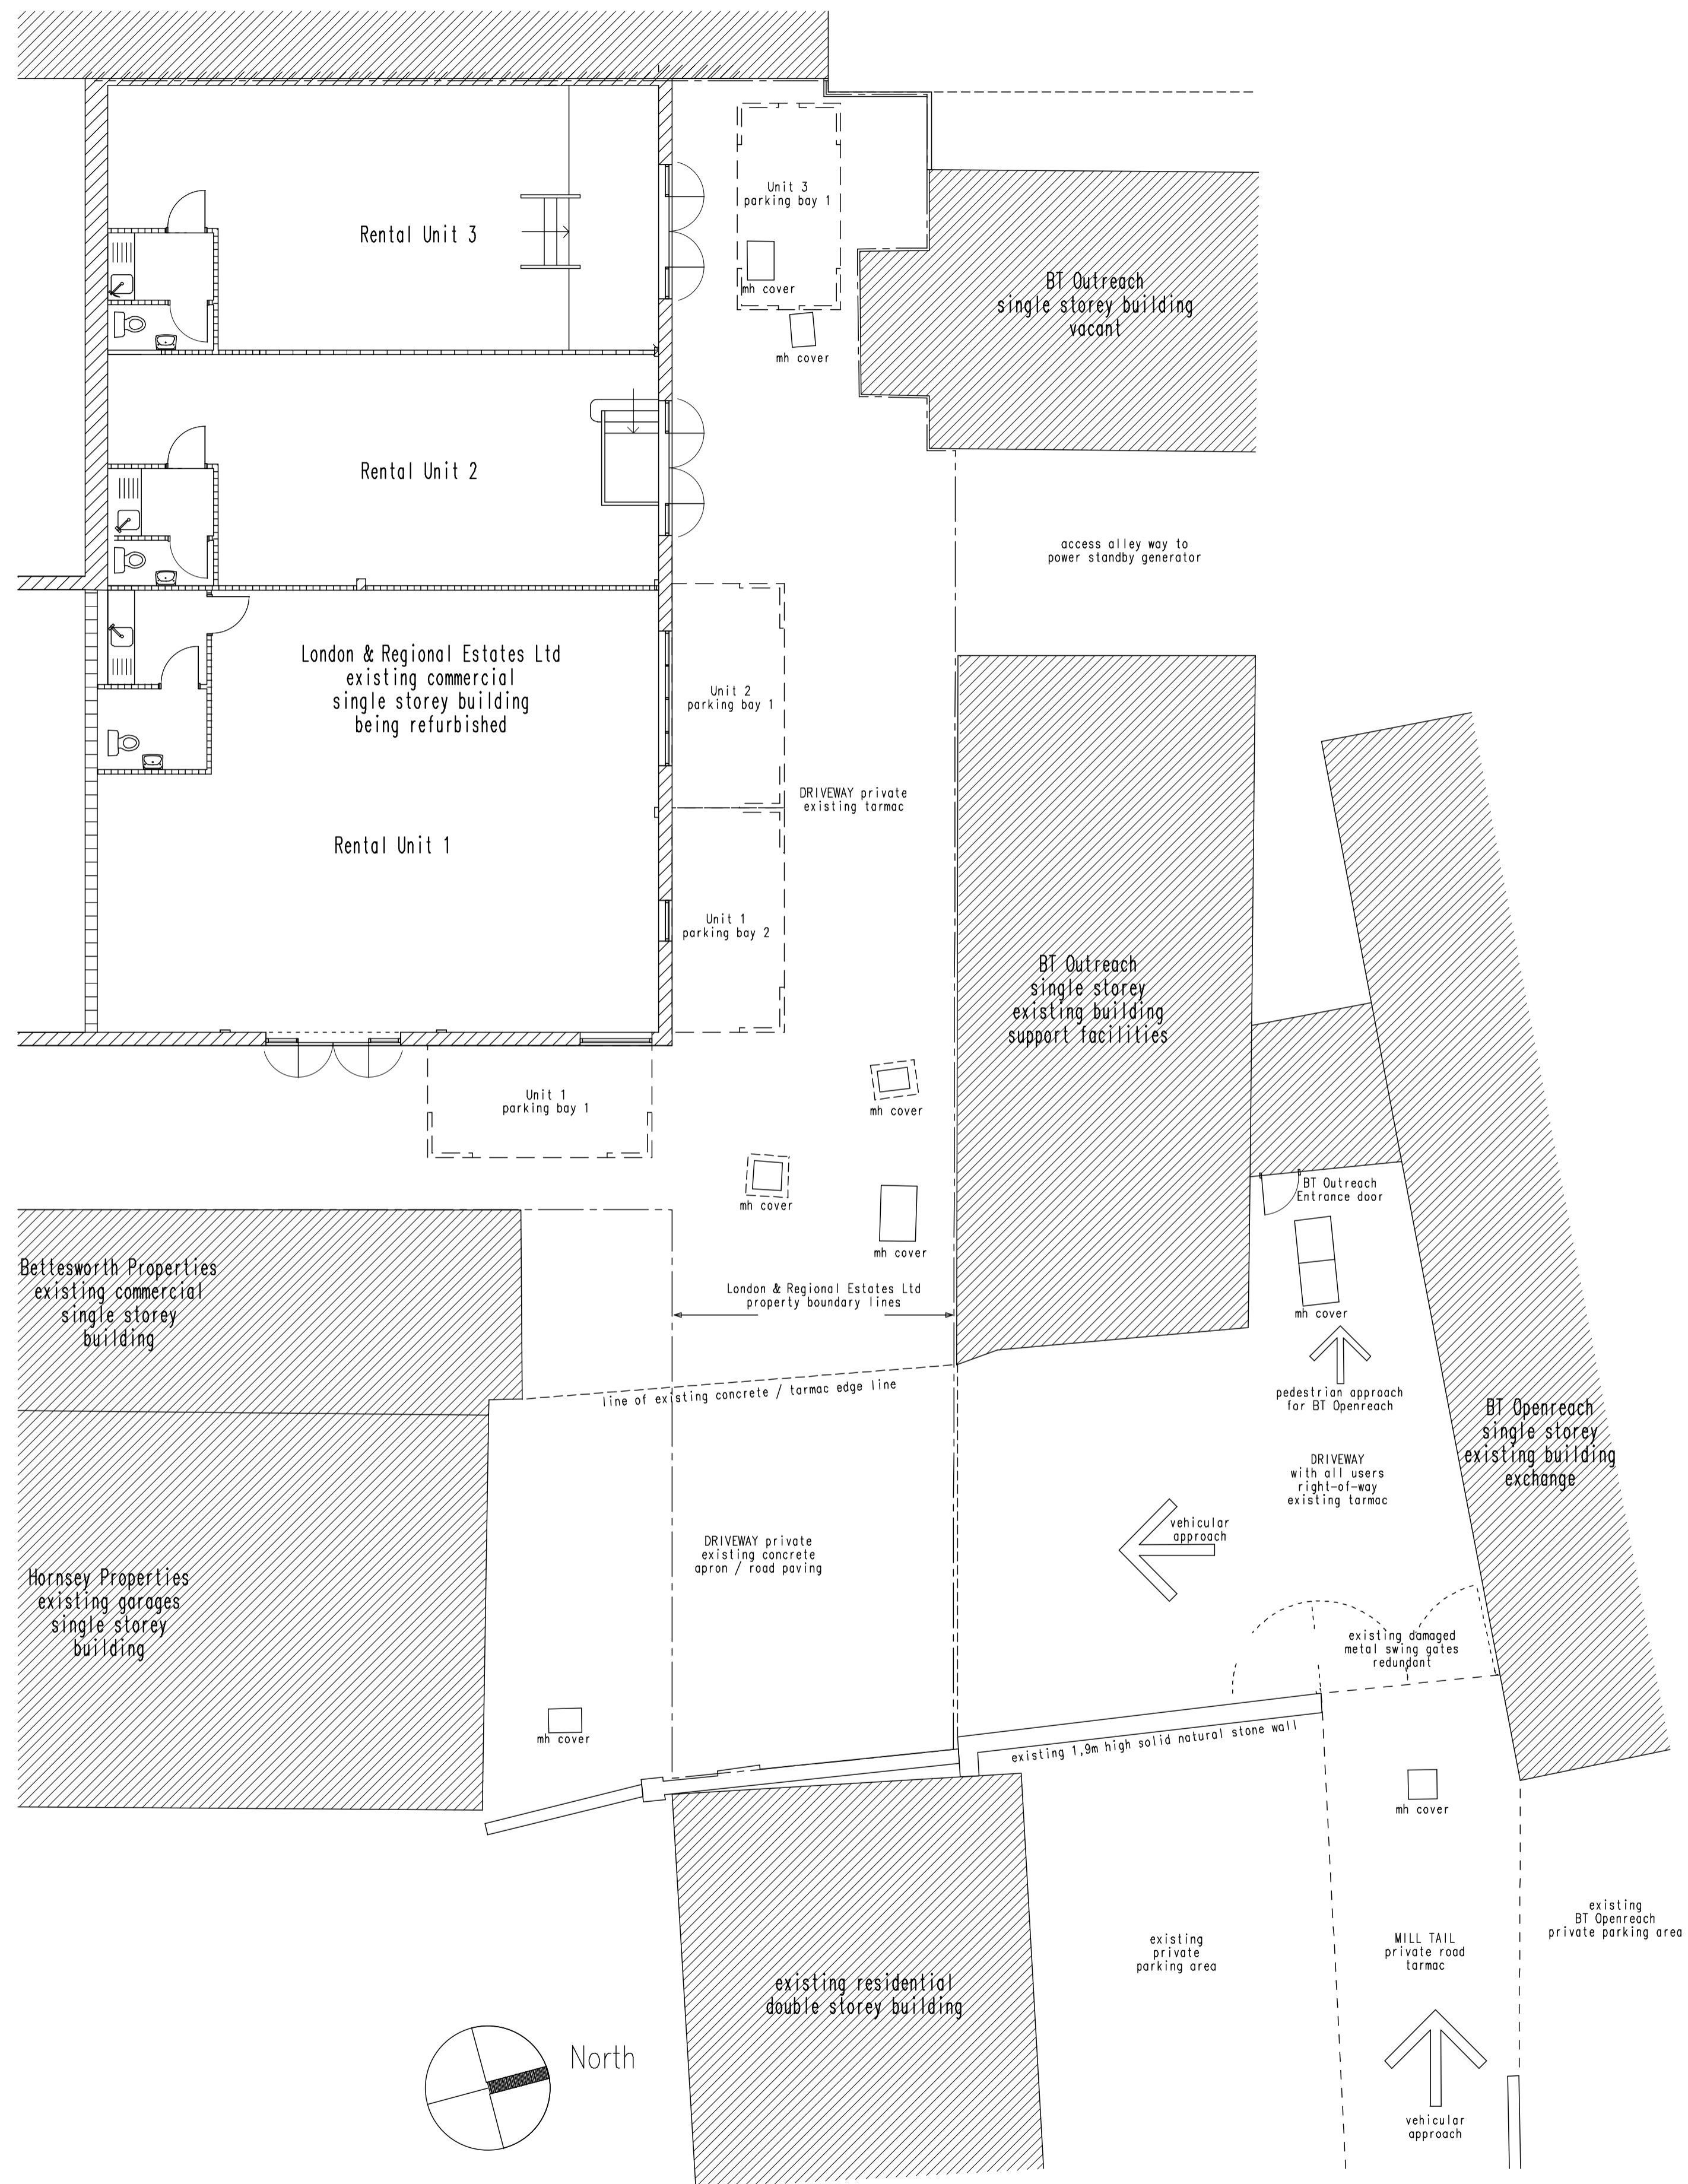 Unit 3
parking bay 1
Rental Unit 3
mh cover
mh cover
BT Outreach
single storey building
vacant
Rental Unit 2
access alley way to
power standby generator
London & Regional Estates Ltd
existing commercial
single storey building
being refurbished
Unit 2
parking bay 1
DRIVEWAY private
existing tarmac
Rental Unit 1
Unit 1
parking bay 2
BT Outreach
single storey
existing building
support facilities
Unit 1
parking bay 1
mh cover
mh cover
mh cover
BT Outreach
Entrance door
mh cover
Bettesworth Properties
existing commercial
single storey
building
London & Regional Estates Ltd
property boundary lines
line of existing concrete / tarmac edge line
pedestrian approach
for BT Openreach
BT Openreach
single storey
existing building
exchange
DRIVEWAY
with all users
right-of-way
existing tarmac
vehicular
approach
DRIVEWAY private
existing concrete
apron / road paving
Hornsey Properties
existing garages
single storey
building
existing damaged
metal swing gates
redundant
mh cover
existing 1,9m high solid natural stone wall
mh cover
existing
BT Openreach
private parking area
existing
private
parking area
MILL TAIL
private road
tarmac
existing residential
double storey building
North
vehicular
approach